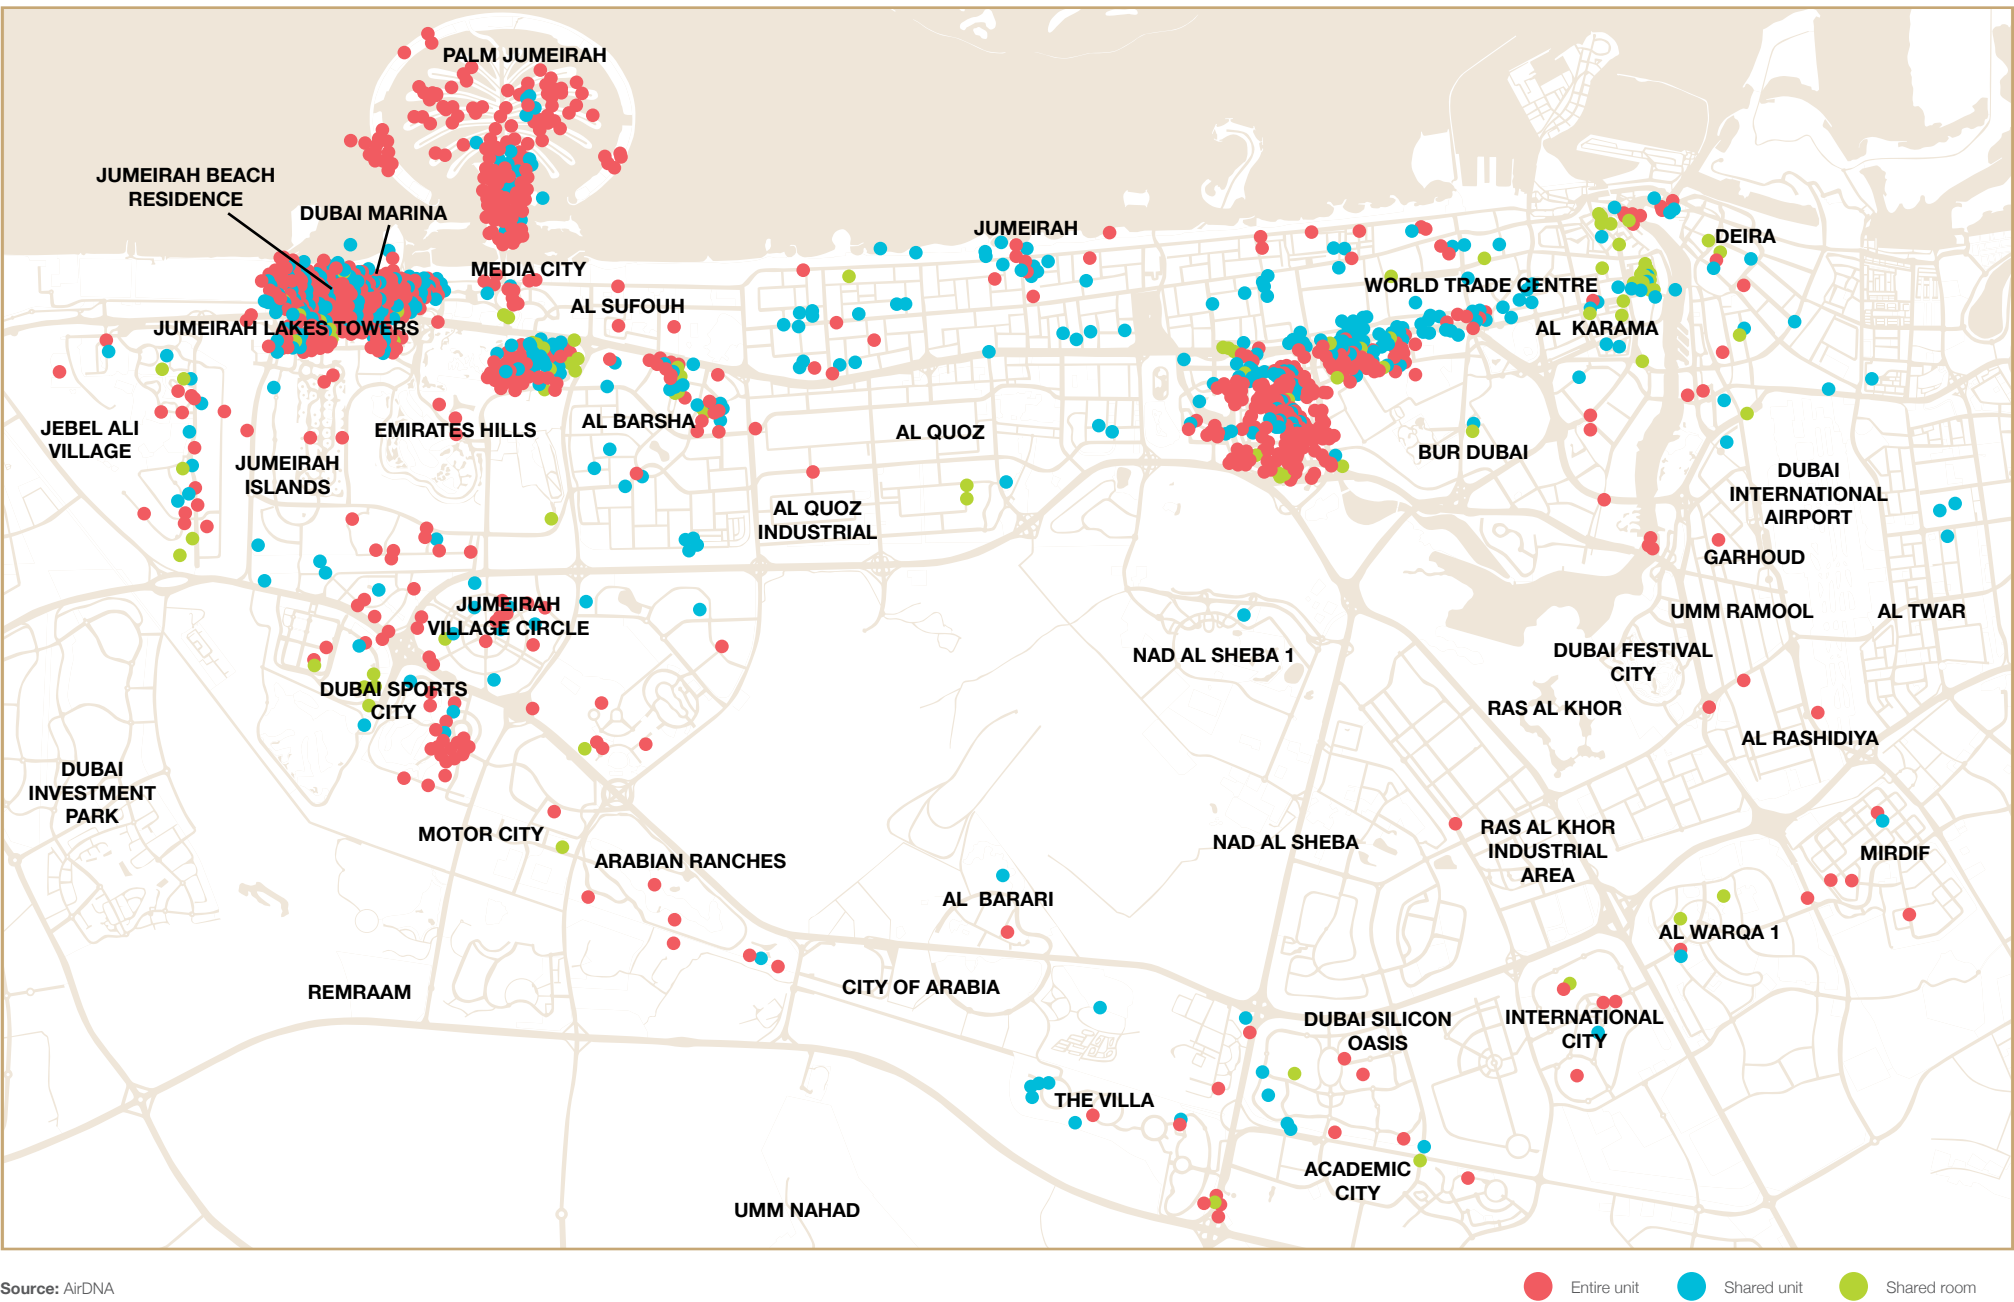 PALM JUMEIRAH
JUMEIRAH BEACH
RESIDENCE
DUBAI MARINA
JUMEIRAH
DEIRA
MEDIA CITY
AL SUFOUH
WORLD TRADE CENTRE
JUMEIRAH LAKES TOWERS
AL KARAMA
JEBEL ALI
VILLAGE
EMIRATES HILLS
AL BARSHA
AL QUOZ
BUR DUBAI
JUMEIRAH
ISLANDS
DUBAI
INTERNATIONAL
AIRPORT
AL QUOZ
INDUSTRIAL
GARHOUD
JUMEIRAH
VILLAGE CIRCLE
UMM RAMOOL
AL TWAR
NAD AL SHEBA 1
DUBAI FESTIVAL
CITY
DUBAI SPORTS
CITY
RAS AL KHOR
AL RASHIDIYA
DUBAI
INVESTMENT
PARK
MOTOR CITY
ARABIAN RANCHES
NAD AL SHEBA
RAS AL KHOR
INDUSTRIAL
AREA
MIRDIF
AL BARARI
AL WARQA 1
REMRAAM
CITY OF ARABIA
DUBAI SILICON
OASIS
INTERNATIONAL
CITY
THE VILLA
ACADEMIC
CITY
UMM NAHAD
Source: AirDNA
Entire unit
Shared unit
Shared room